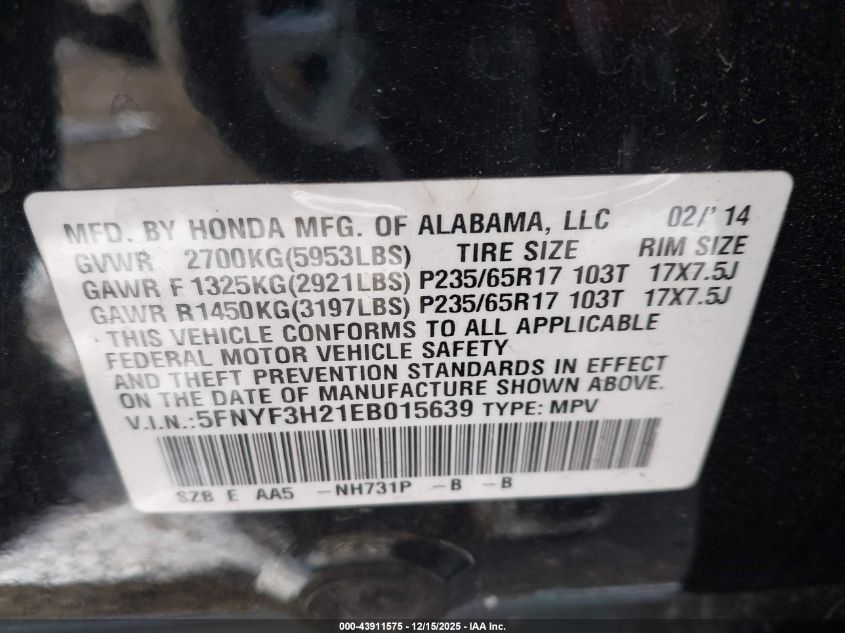 MFD. BY HONDA MFG. OF ALABAMA, LLC 02/'14
GVWR 2700KG(5953LBS) TIRE SIZE RIM SIZE
GAWR F 1325KG(2921LBS) P235/65R17 103T 17X7.5J
GAWR R1450KG(3197LBS) P235/65R17 103T 17X7.5J
THIS VEHICLE CONFORMS TO ALL APPLICABLE
FEDERAL MOTOR VEHICLE SAFETY
AND THEFT PREVENTION STANDARDS IN EFFECT
ON THE DATE OF MANUFACTURE SHOWN ABOVE.
V.I.N.:5FNYF3H21EB015639 TYPE: MPV
SZB E AA5 -NH731P -B -B
000-43911575 - 12/15/2025 - IAA Inc.